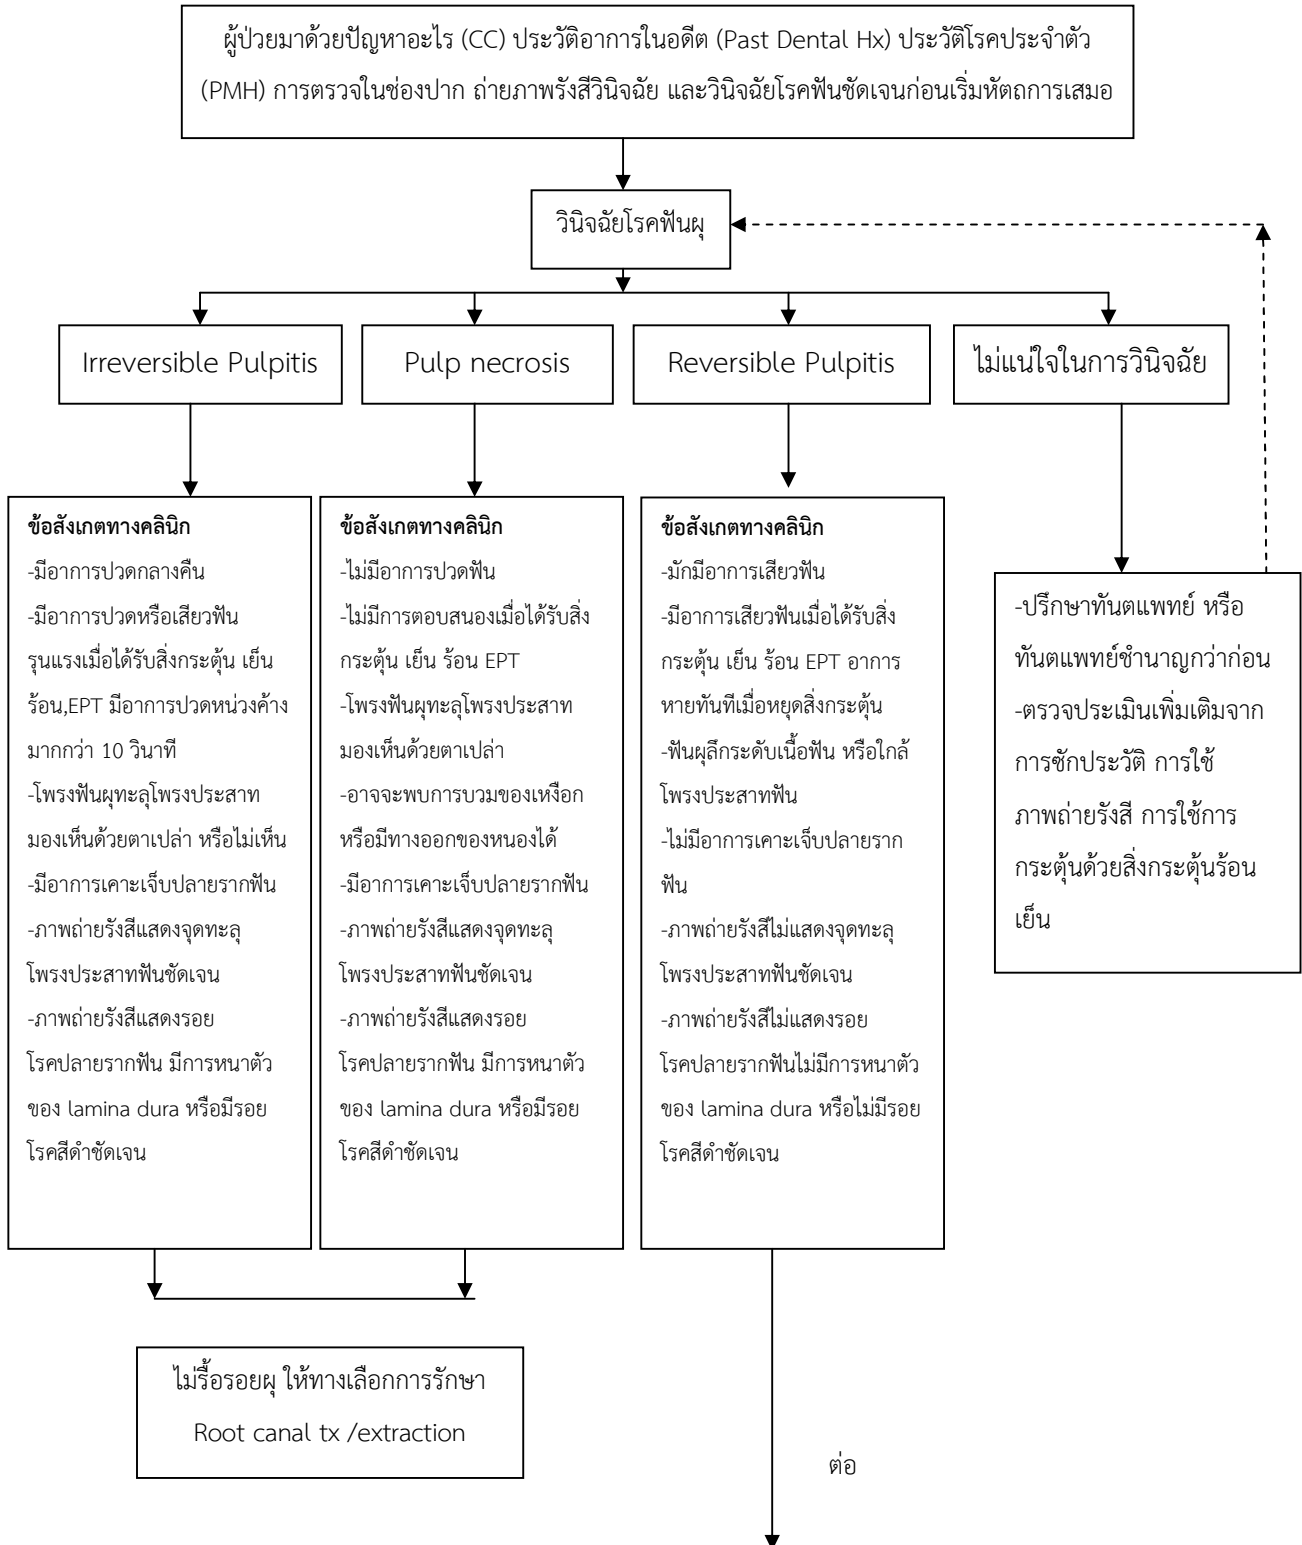 ผู้ป่วยมาด้วยปัญหาอะไร (CC) ประวัติอาการในอดีต (Past Dental Hx) ประวัติโรคประจำตัว
(PMH) การตรวจในช่องปาก ถ่ายภาพรังสีวินิจฉัย และวินิจฉัยโรคฟันชัดเจนก่อนเริ่มหัตถการเสมอ
วินิจฉัยโรคฟันผุ
Irreversible Pulpitis
Pulp necrosis
Reversible Pulpitis
ไม่แน่ใจในการวินิจฉัย
ข้อสังเกตทางคลินิก
-มีอาการปวดกลางคืน
-มีอาการปวดหรือเสียวฟัน
รุนแรงเมื่อได้รับสิ่งกระตุ้น เย็น
ร้อน,EPT มีอาการปวดหน่วงค้าง
มากกว่า 10 วินาที
-โพรงฟันผุทะลุโพรงประสาท
มองเห็นด้วยตาเปล่า หรือไม่เห็น
-มีอาการเคาะเจ็บปลายรากฟัน
-ภาพถ่ายรังสีแสดงจุดทะลุ
โพรงประสาทฟันชัดเจน
-ภาพถ่ายรังสีแสดงรอย
โรคปลายรากฟัน มีการหนาตัว
ของ lamina dura หรือมีรอย
โรคสีดำชัดเจน
ข้อสังเกตทางคลินิก
-ไม่มีอาการปวดฟัน
-ไม่มีการตอบสนองเมื่อได้รับสิ่ง
กระตุ้น เย็น ร้อน EPT
-โพรงฟันผุทะลุโพรงประสาท
มองเห็นด้วยตาเปล่า
-อาจจะพบการบวมของเหงือก
หรือมีทางออกของหนองได้
-มีอาการเคาะเจ็บปลายรากฟัน
-ภาพถ่ายรังสีแสดงจุดทะลุ
โพรงประสาทฟันชัดเจน
-ภาพถ่ายรังสีแสดงรอย
โรคปลายรากฟัน มีการหนาตัว
ของ lamina dura หรือมีรอย
โรคสีดำชัดเจน
ข้อสังเกตทางคลินิก
-มักมีอาการเสียวฟัน
-มีอาการเสียวฟันเมื่อได้รับสิ่ง
กระตุ้น เย็น ร้อน EPT อาการ
หายทันทีเมื่อหยุดสิ่งกระตุ้น
-ฟันผุลึกระดับเนื้อฟัน หรือใกล้
โพรงประสาทฟัน
-ไม่มีอาการเคาะเจ็บปลายราก
ฟัน
-ภาพถ่ายรังสีไม่แสดงจุดทะลุ
โพรงประสาทฟันชัดเจน
-ภาพถ่ายรังสีไม่แสดงรอย
โรคปลายรากฟันไม่มีการหนาตัว
ของ lamina dura หรือไม่มีรอย
โรคสีดำชัดเจน
-ปรึกษาทันตแพทย์ หรือ
ทันตแพทย์ชำนาญกว่าก่อน
-ตรวจประเมินเพิ่มเติมจาก
การซักประวัติ การใช้
ภาพถ่ายรังสี การใช้การ
กระตุ้นด้วยสิ่งกระตุ้นร้อน
เย็น
ไม่รื้อรอยผุ ให้ทางเลือกการรักษา
Root canal tx /extraction
ต่อ